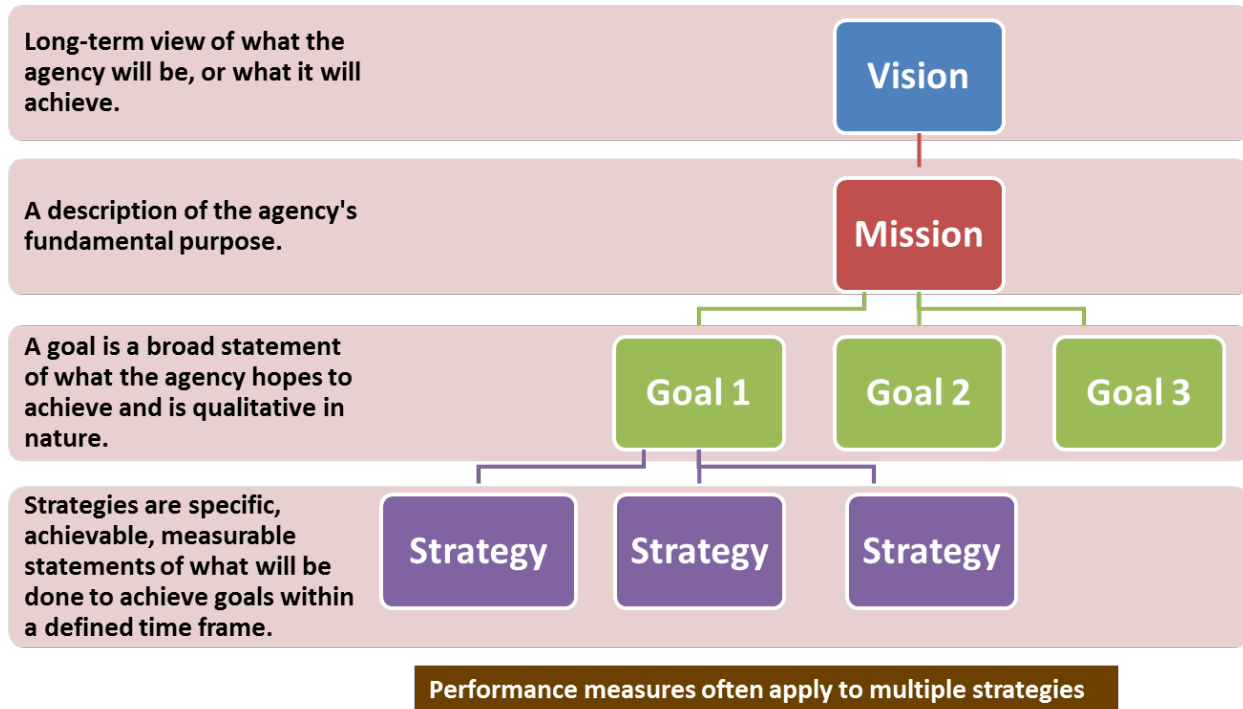 Long-term view of what the
agency will be, or what it will
achieve.
Vision
A description of the agency's
fundamental purpose.
Mission
A goal is a broad statement
of what the agency hopes to
achieve and is qualitative in
nature.
Goal 1
Goal 2
Goal 3
Strategies are specific,
achievable, measurable
statements of what will be
done to achieve goals within
a defined time frame.
Strategy
Strategy
Strategy
Performance measures often apply to multiple strategies